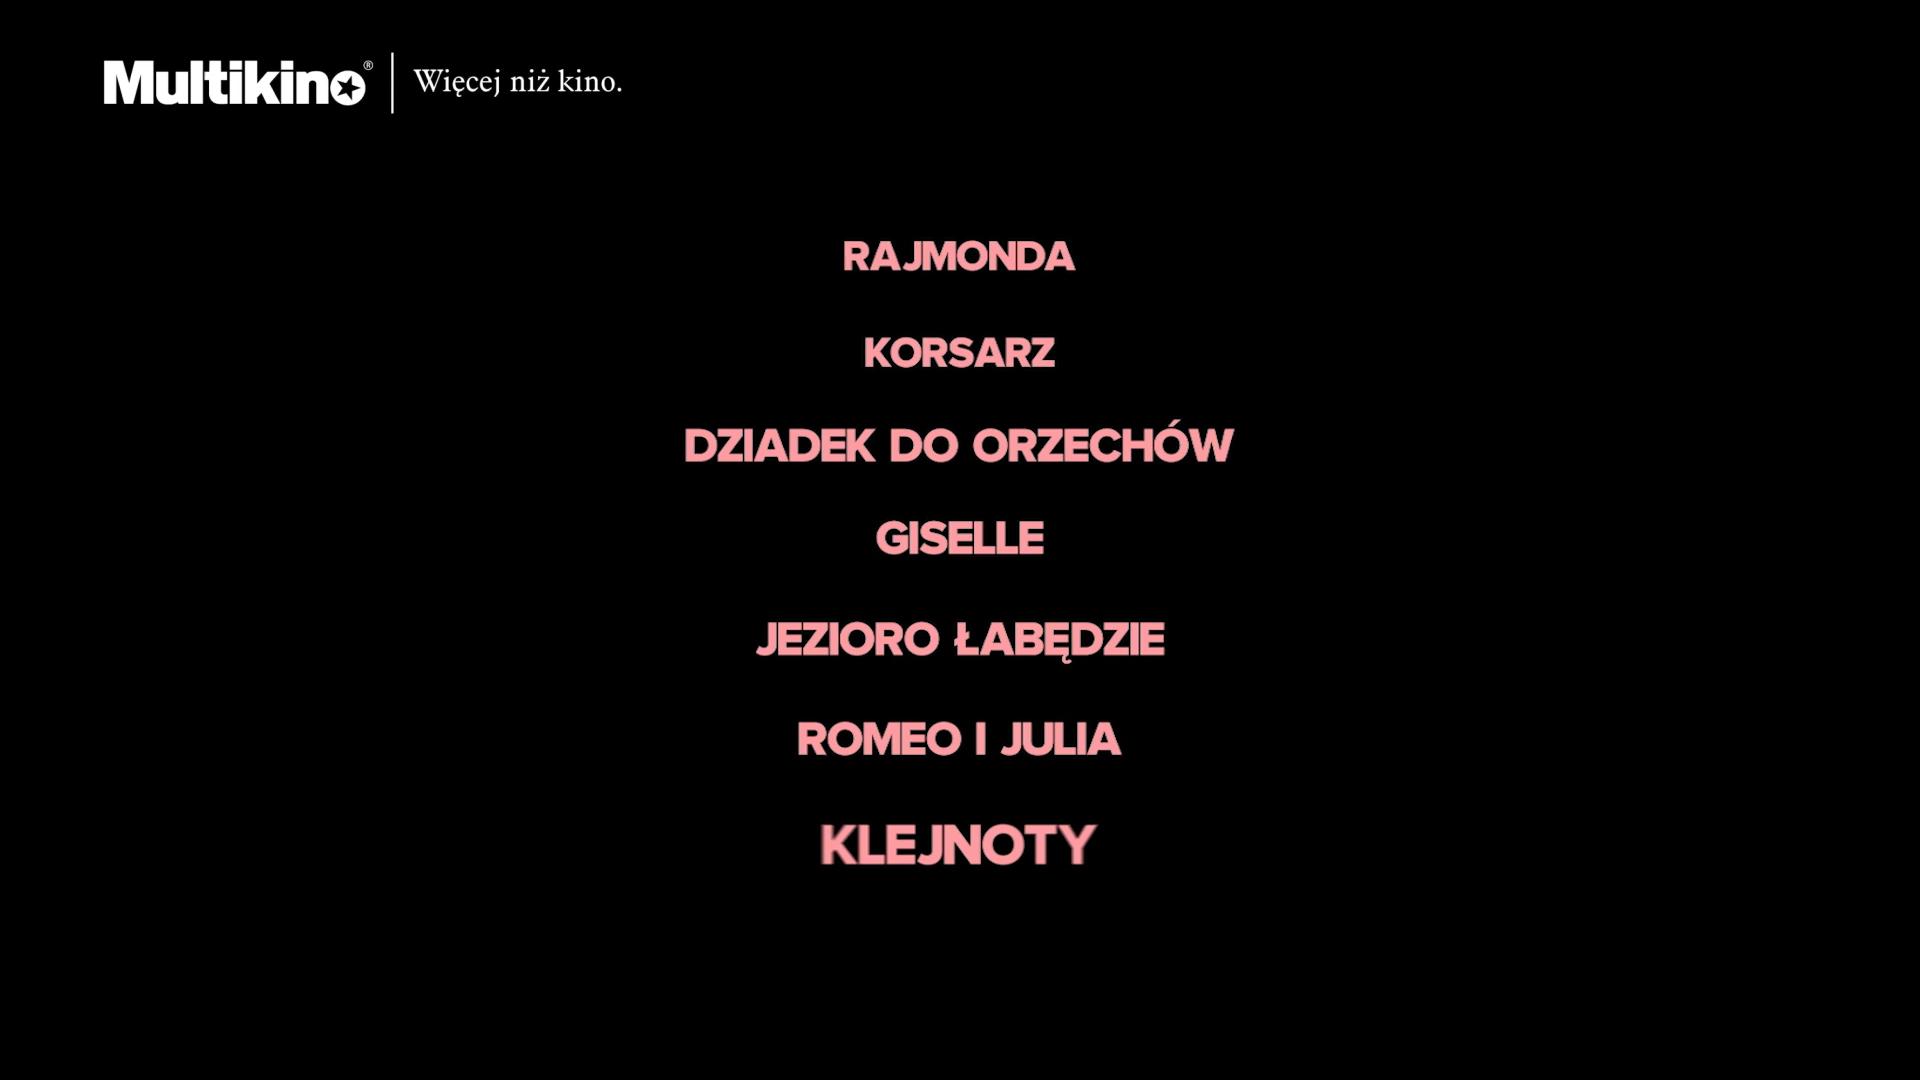 Multikino® | Więcej niż kino.
RAJMONDA
KORSARZ
DZIADEK DO ORZECHÓW
GISELLE
JEZIORO ŁABĘDZIE
ROMEO I JULIA
KLEJNOTY